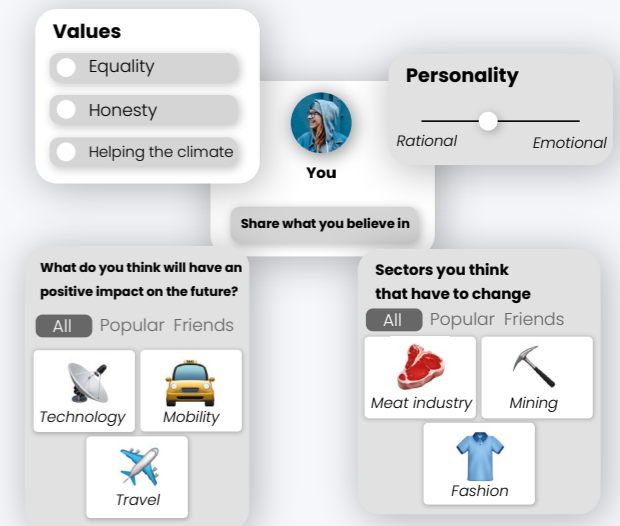 Values
Equality
Honesty
Helping the climate
Personality
Rational
Emotional
You
Share what you believe in
What do you think will have an
positive impact on the future?
All Popular Friends
Technology
Mobility
Travel
Sectors you think
that have to change
All Popular Friends
Meat industry
Mining
Fashion